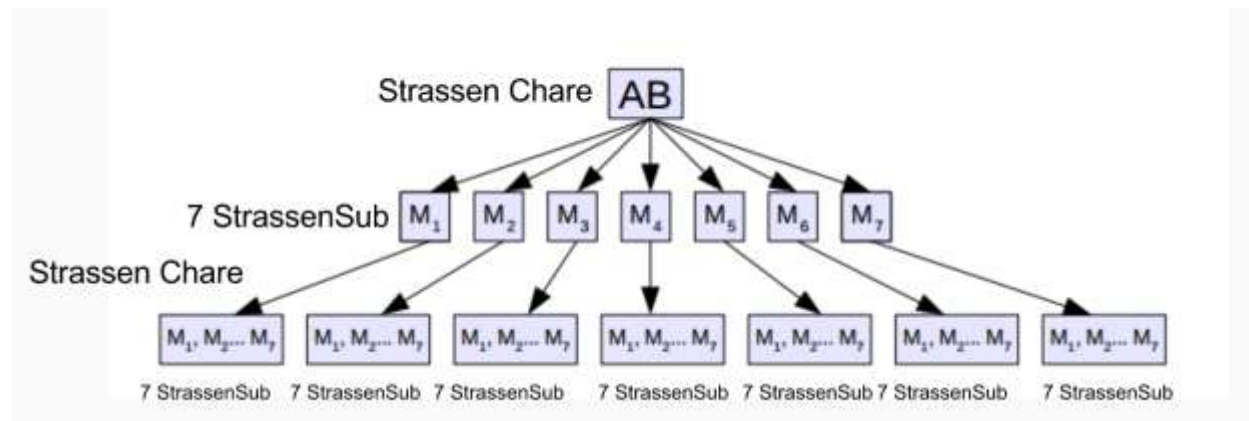 Strassen Chare AB
7 StrassenSub M₁ M₂ M₃ M₄ M₅ M₆ M₇
Strassen Chare
M₁, M₂... M₇ M₁, M₂... M₇ M₁, M₂... M₇ M₁, M₂... M₇ M₁, M₂... M₇ M₁, M₂... M₇ M₁, M₂... M₇
7 StrassenSub 7 StrassenSub 7 StrassenSub 7 StrassenSub 7 StrassenSub 7 StrassenSub 7 StrassenSub